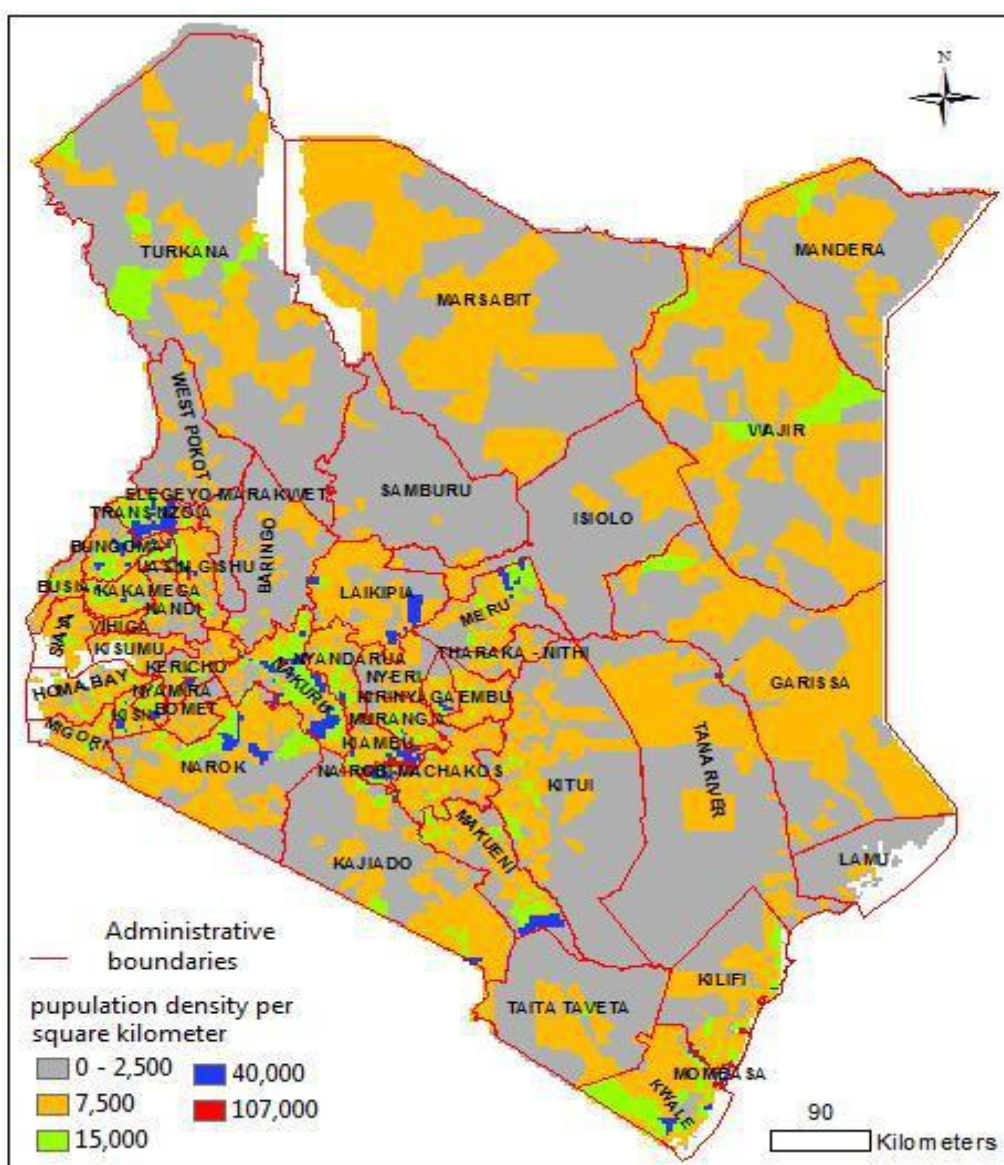 N
TURKANA
MANDERA
MARSABIT
WAJIR
WEST POKOT
SAMBURU
ELEGEYO-MARAKWET
TRANS NZOIA
ISIOLO
BUNGOMA
UASIN GISHU
BARINGO
BUSIA
KAKAMEGA
LAIKIPIA
NANDI
MERU
VIHIGA
SIAYA
KISUMU
THARAKA - NITHI
NYANDARUA
KERICHO
NYERI
GARISSA
HOMA BAY
NAKURU
NYAMIRA
KIRINYAGA
EMBU
KISII
BOMET
MURANGA
TANA RIVER
MIGORI
KIAMBU
NAROK
NAIROBI
MACHAKOS
KITUI
MAKUENI
LAMU
KAJIADO
Administrative
boundaries
KILIFI
TAITA TAVETA
pupulation density per
square kilometer
0 - 2,500
40,000
MOMBASA
KWALE
7,500
107,000
90
15,000
Kilometers